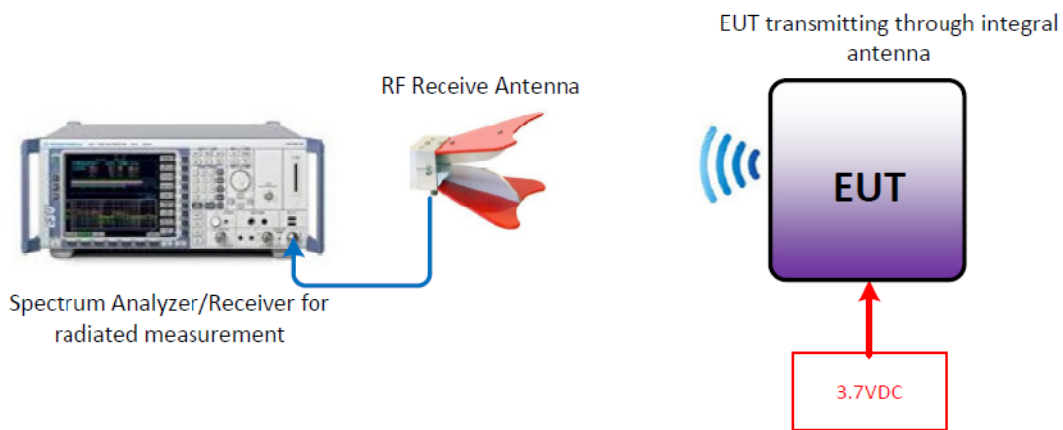 EUT transmitting through integral
antenna
RF Receive Antenna
EUT
Spectrum Analyzer/Receiver for
radiated measurement
3.7VDC